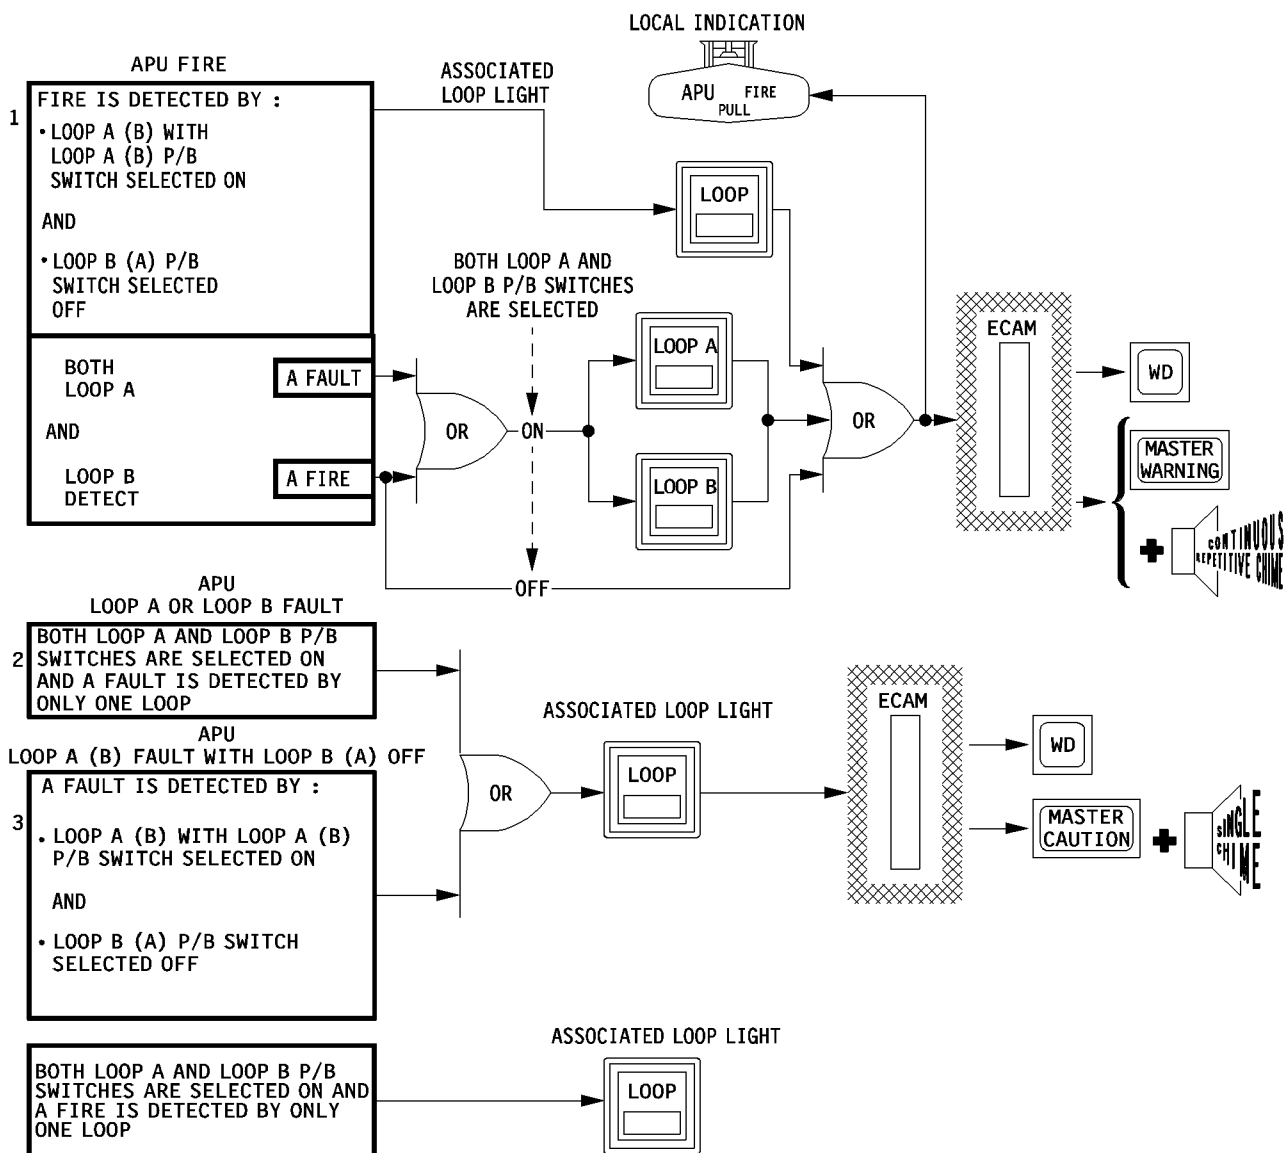 LOCAL INDICATION
APU FIRE
PULL
APU FIRE
ASSOCIATED
LOOP LIGHT
1
FIRE IS DETECTED BY :
• LOOP A (B) WITH
LOOP A (B) P/B
SWITCH SELECTED ON
AND
• LOOP B (A) P/B
SWITCH SELECTED
OFF
LOOP
BOTH LOOP A AND
LOOP B P/B SWITCHES
ARE SELECTED
BOTH
LOOP A
A FAULT
AND
LOOP B
DETECT
A FIRE
OR
ON
OFF
LOOP A
LOOP B
OR
ECAM
WD
MASTER
WARNING
CONTINUOUS
REPETITIVE CHIME
APU
LOOP A OR LOOP B FAULT
2
BOTH LOOP A AND LOOP B P/B
SWITCHES ARE SELECTED ON
AND A FAULT IS DETECTED BY
ONLY ONE LOOP
APU
LOOP A (B) FAULT WITH LOOP B (A) OFF
3
A FAULT IS DETECTED BY :
• LOOP A (B) WITH LOOP A (B)
P/B SWITCH SELECTED ON
AND
• LOOP B (A) P/B SWITCH
SELECTED OFF
OR
ASSOCIATED LOOP LIGHT
LOOP
ECAM
WD
MASTER
CAUTION
SINGLE
CHIME
BOTH LOOP A AND LOOP B P/B
SWITCHES ARE SELECTED ON AND
A FIRE IS DETECTED BY ONLY
ONE LOOP
ASSOCIATED LOOP LIGHT
LOOP